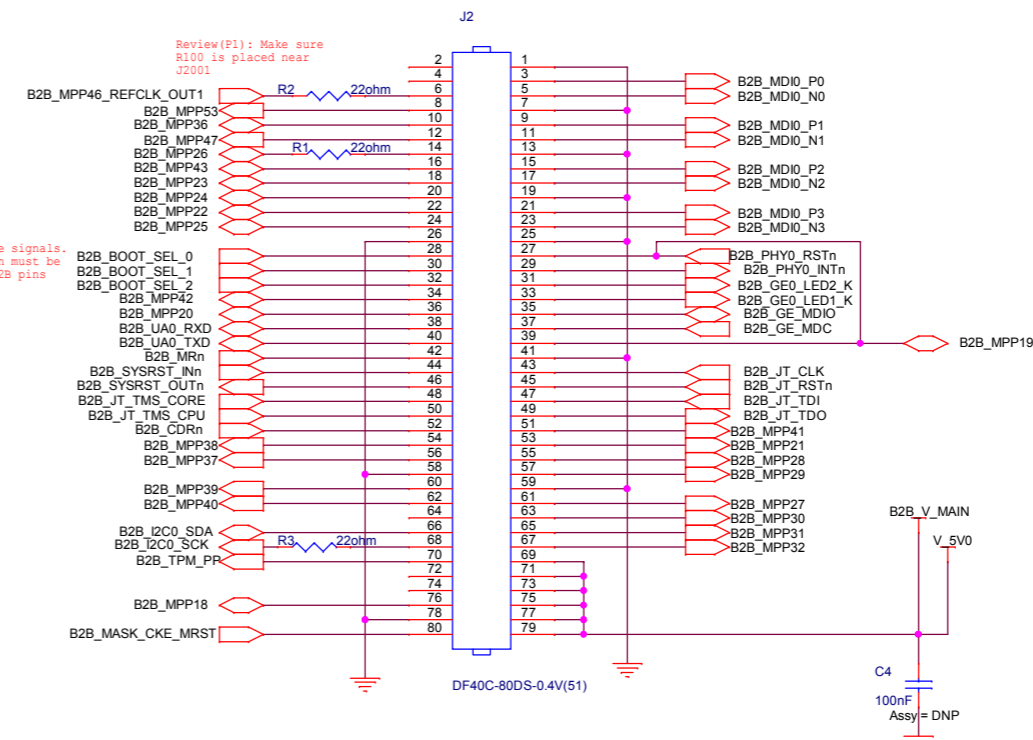 J2
Review(P1): Make sure
R100 is placed near
J2001
2 1
4 3 B2B_MDI0_P0
B2B_MPP46_REFCLK_OUT1 R2 22ohm 6 5 B2B_MDI0_N0
B2B_MPP53 8 7
B2B_MPP36 10 9 B2B_MDI0_P1
B2B_MPP47 12 11 B2B_MDI0_N1
B2B_MPP26 R1 22ohm 14 13
B2B_MPP43 16 15 B2B_MDI0_P2
B2B_MPP23 18 17 B2B_MDI0_N2
B2B_MPP24 20 19
B2B_MPP22 22 21 B2B_MDI0_P3
B2B_MPP25 24 23 B2B_MDI0_N3
26 25
e signals.
must be
2B pins
B2B_BOOT_SEL_0 28 27 B2B_PHY0_RSTn
B2B_BOOT_SEL_1 30 29 B2B_PHY0_INTn
B2B_BOOT_SEL_2 32 31 B2B_GE0_LED2_K
B2B_MPP42 34 33 B2B_GE0_LED1_K
B2B_MPP20 36 35 B2B_GE_MDIO
B2B_UA0_RXD 38 37 B2B_GE_MDC
B2B_UA0_TXD 40 39 B2B_MPP19
B2B_MRn 42 41
B2B_SYSRST_INn 44 43 B2B_JT_CLK
B2B_SYSRST_OUTn 46 45 B2B_JT_RSTn
B2B_JT_TMS_CORE 48 47 B2B_JT_TDI
B2B_JT_TMS_CPU 50 49 B2B_JT_TDO
B2B_CDRn 52 51 B2B_MPP41
B2B_MPP38 54 53 B2B_MPP21
B2B_MPP37 56 55 B2B_MPP28
58 57 B2B_MPP29
B2B_MPP39 60 59
B2B_MPP40 62 61 B2B_MPP27
64 63 B2B_MPP30
B2B_I2C0_SDA 66 65 B2B_MPP31
B2B_I2C0_SCK R3 22ohm 68 67 B2B_MPP32
B2B_TPM_PP 70 69
72 71
74 73
B2B_MPP18 76 75
78 77
B2B_MASK_CKE_MRST 80 79
B2B_V_MAIN
V_5V0
DF40C-80DS-0.4V(51)
C4
100nF
Assy = DNP